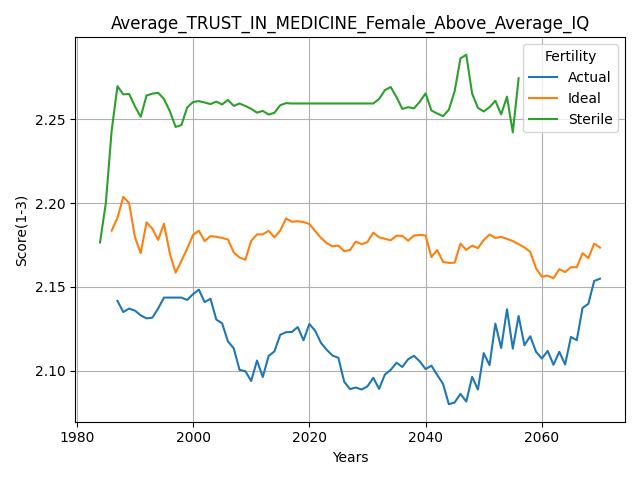 Average_TRUST_IN_MEDICINE_Female_Above_Average_IQ
Fertility
Actual
Ideal
Sterile
Score(1-3)
2.25
2.20
2.15
2.10
1980
2000
2020
2040
2060
Years